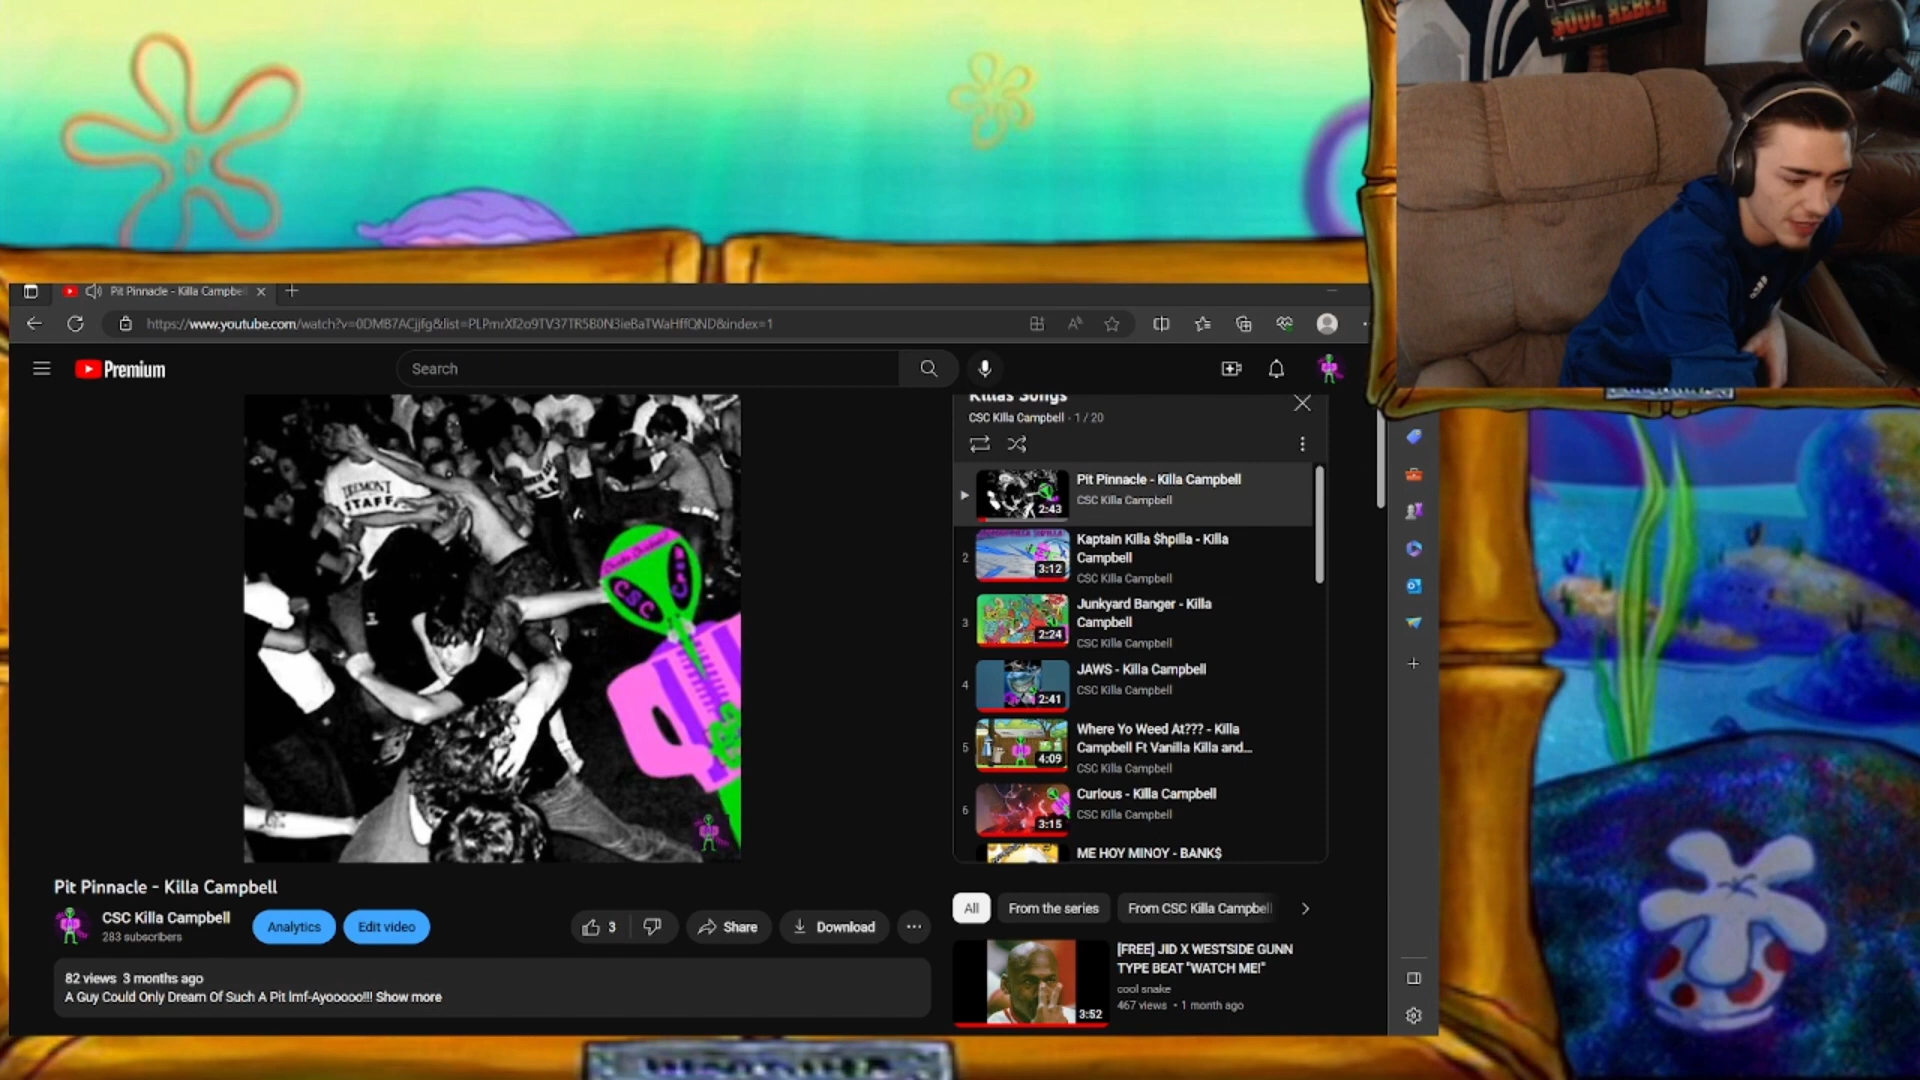 SOUL REBEL
Pit Pinnacle - Killa Campbe
https://www.youtube.com/watch?v=0DMB7ACjjfg&list=PLPmrXf2o9TV37TR5B0N3ieBaTWaHffQND&index=1
Premium
Search
Killas Songs
CSC Killa Campbell - 1 / 20
TREMONT
STAFF
CSC
Pit Pinnacle - Killa Campbell
CSC Killa Campbell
2:43
2
Kaptain Killa $hpilla - Killa
Campbell
CSC Killa Campbell
3:12
3
Junkyard Banger - Killa
Campbell
CSC Killa Campbell
2:24
4
JAWS - Killa Campbell
CSC Killa Campbell
2:41
5
Where Yo Weed At??? - Killa
Campbell Ft Vanilla Killa and...
CSC Killa Campbell
4:09
6
Curious - Killa Campbell
CSC Killa Campbell
3:15
ME HOY MINOY - BANK$
Pit Pinnacle - Killa Campbell
CSC Killa Campbell
283 subscribers
Analytics
Edit video
3
Share
Download
82 views 3 months ago
A Guy Could Only Dream Of Such A Pit lmf-Ayooooo!!! Show more
All
From the series
From CSC Killa Campbell
[FREE] JID X WESTSIDE GUNN
TYPE BEAT "WATCH ME!"
cool snake
467 views • 1 month ago
3:52